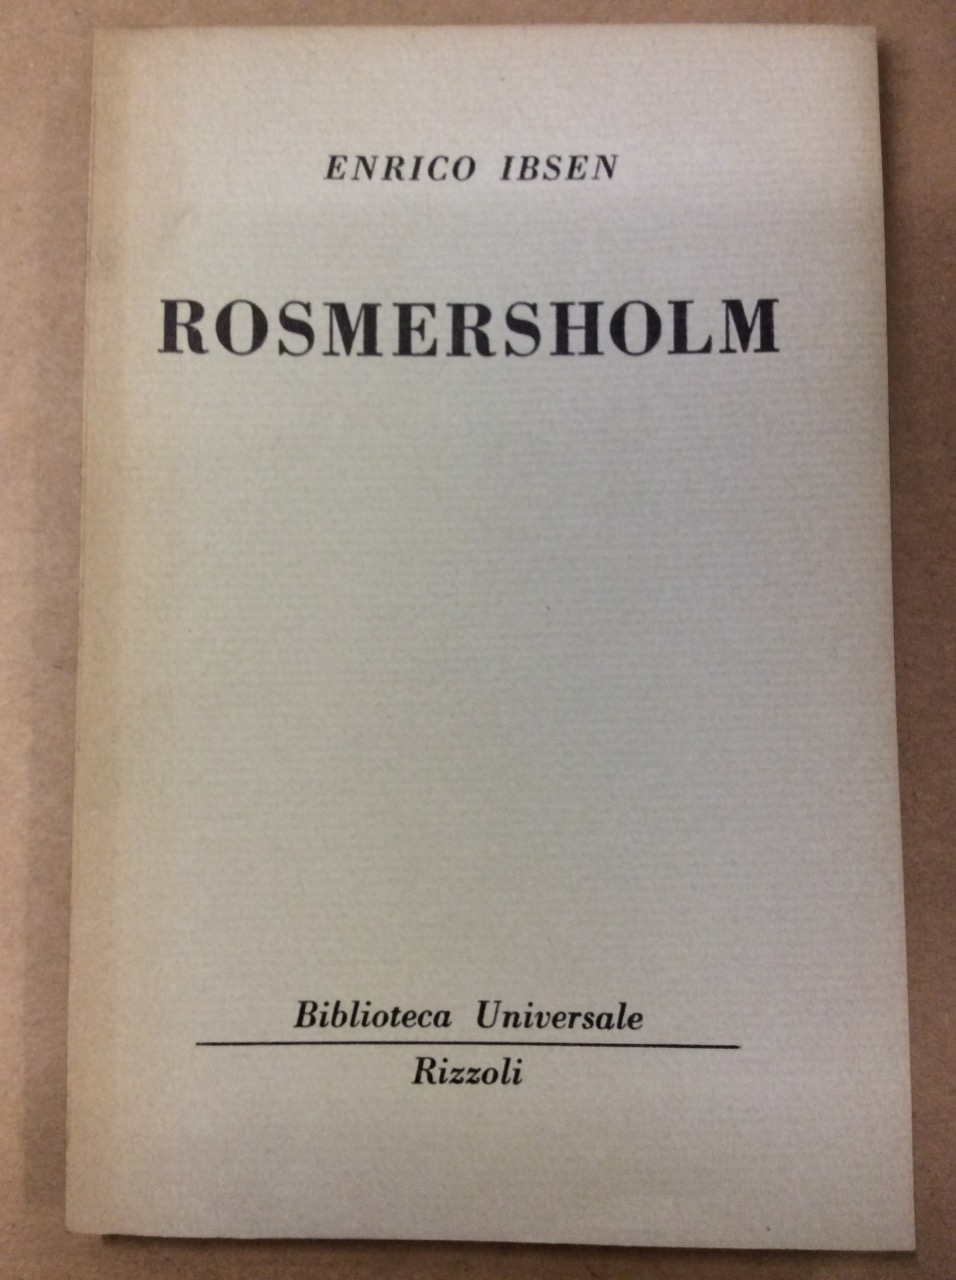 ENRICO IBSEN
ROSMERSHOLM
Biblioteca Universale
Rizzoli